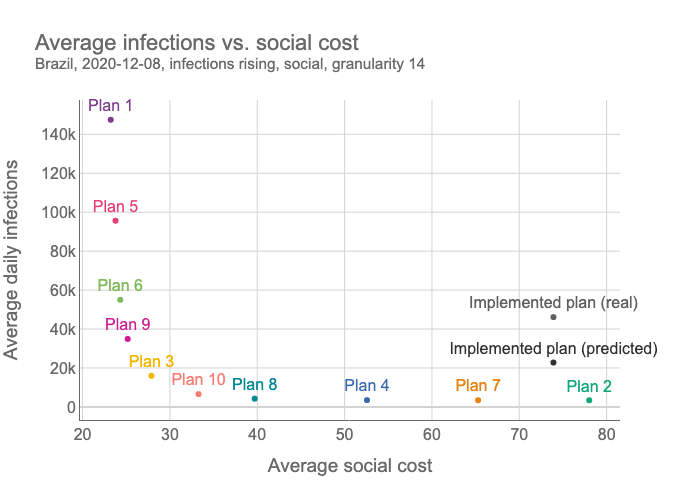 Average infections vs. social cost
Brazil, 2020-12-08, infections rising, social, granularity 14
Average daily infections
140k
120k
100k
80k
60k
40k
20k
0
Plan 1
Plan 5
Plan 6
Plan 9
Plan 3
Plan 10
Plan 8
Plan 4
Plan 7
Plan 2
Implemented plan (real)
Implemented plan (predicted)
20 30 40 50 60 70 80
Average social cost